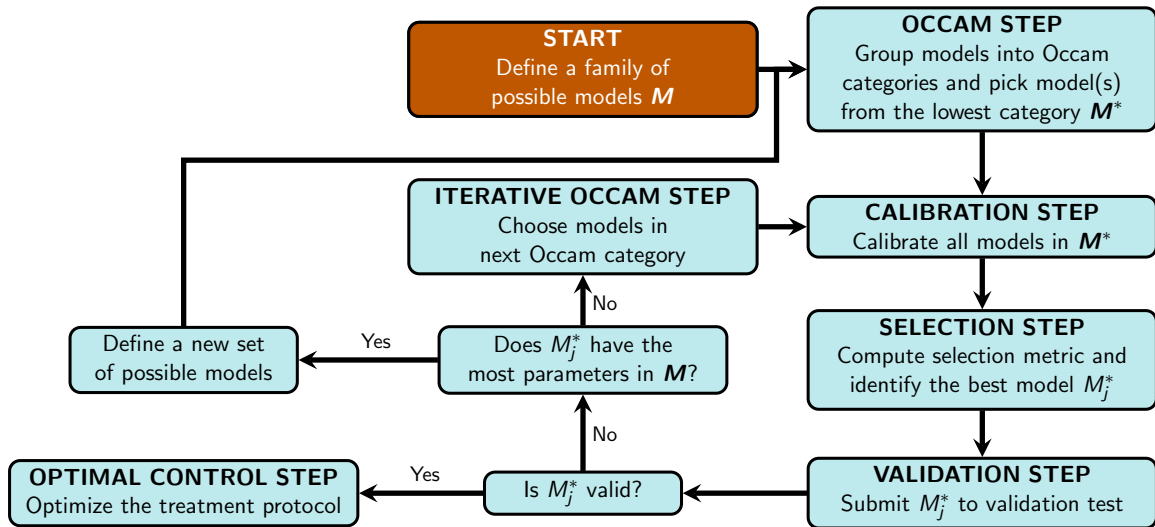 START
Define a family of
possible models M
OCCAM STEP
Group models into Occam
categories and pick model(s)
from the lowest category M*
ITERATIVE OCCAM STEP
Choose models in
next Occam category
CALIBRATION STEP
Calibrate all models in M*
No
Define a new set
of possible models
Yes
Does M*_j have the
most parameters in M?
SELECTION STEP
Compute selection metric and
identify the best model M*_j
No
OPTIMAL CONTROL STEP
Optimize the treatment protocol
Yes
Is M*_j valid?
VALIDATION STEP
Submit M*_j to validation test